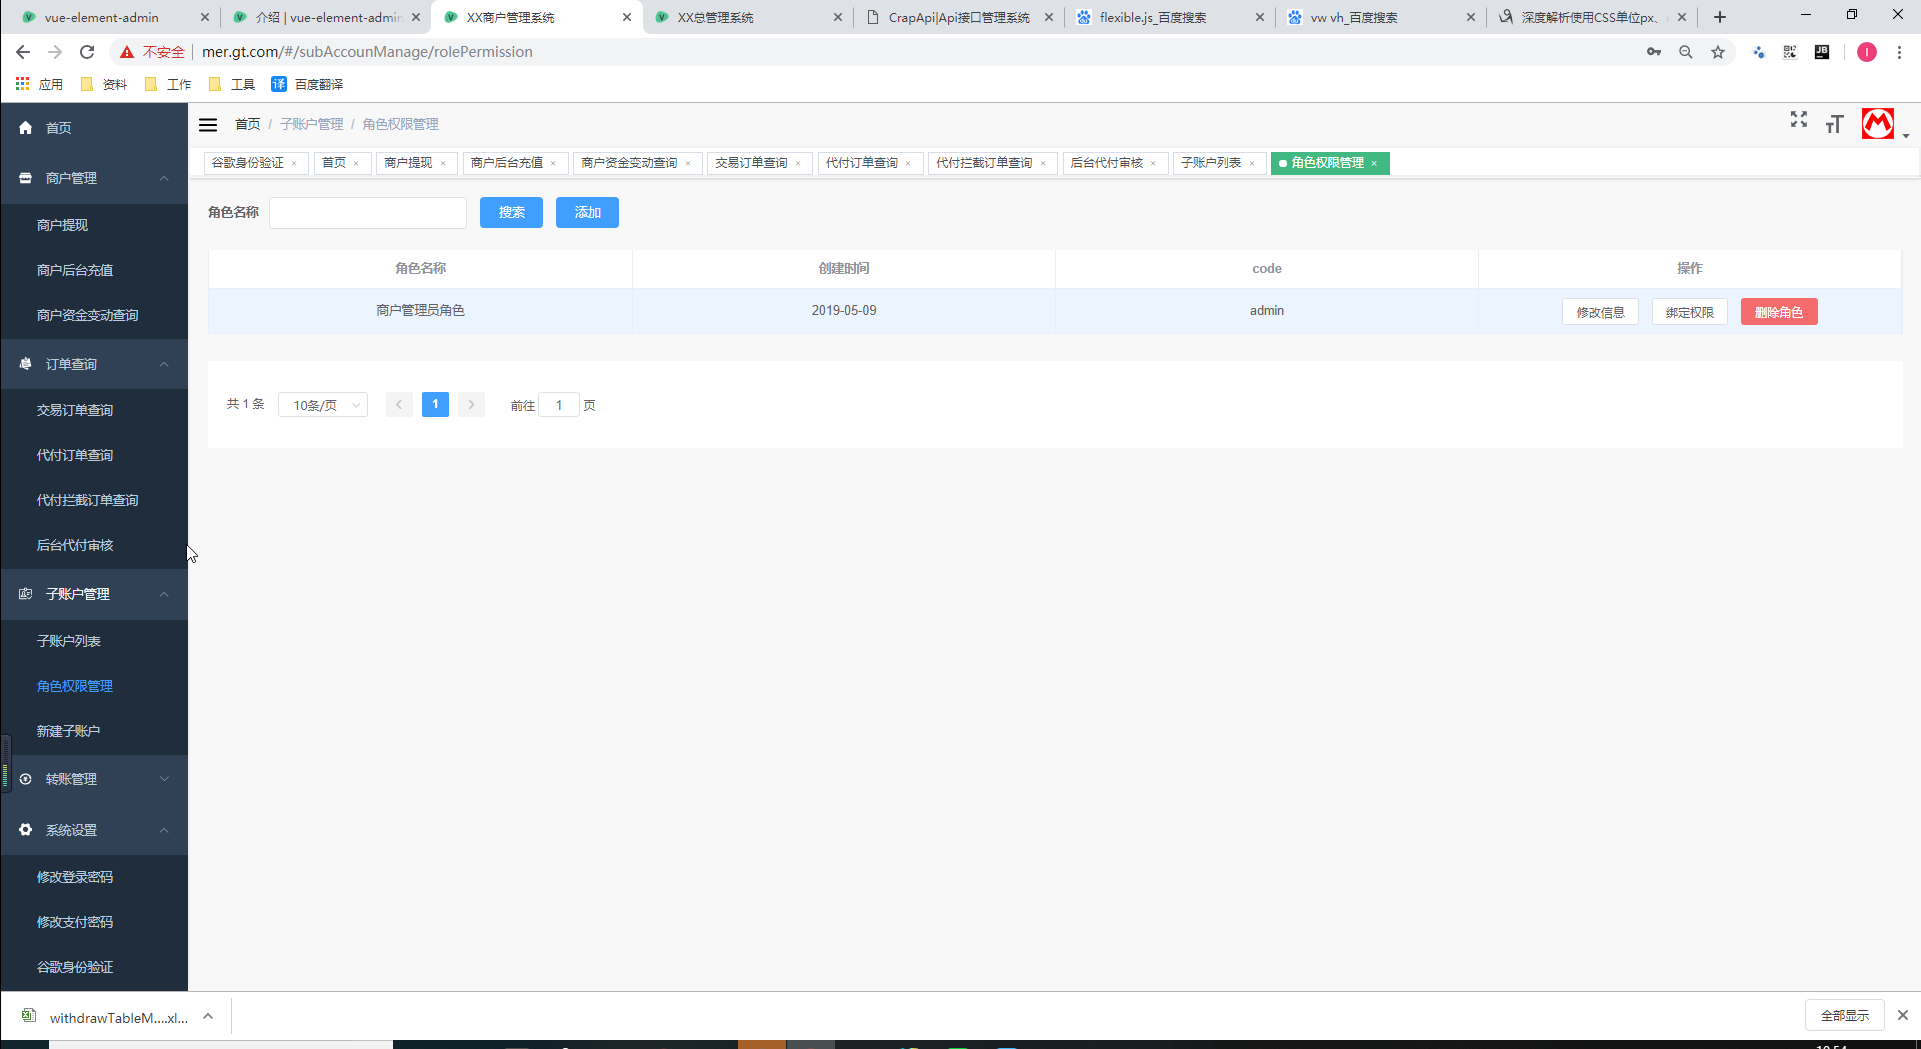 vue-element-admin
介绍 | vue-element-admin
XX商户管理系统
XX总管理系统
CrapApi|Api接口管理系统
flexible.js_百度搜索
vw vh_百度搜索
深度解析使用CSS单位px、
不安全
mer.gt.com/#/subAccounManage/rolePermission
应用
资料
工作
工具
译 百度翻译
首页
商户管理
商户提现
商户后台充值
商户资金变动查询
订单查询
交易订单查询
代付订单查询
代付拦截订单查询
后台代付审核
子账户管理
子账户列表
角色权限管理
新建子账户
转账管理
系统设置
修改登录密码
修改支付密码
谷歌身份验证
首页 / 子账户管理 / 角色权限管理
谷歌身份验证 × 首页 × 商户提现 × 商户后台充值 × 商户资金变动查询 × 交易订单查询 × 代付订单查询 × 代付拦截订单查询 × 后台代付审核 × 子账户列表 × 角色权限管理 ×
角色名称 搜索 添加
角色名称 创建时间 code 操作
商户管理员角色 2019-05-09 admin 修改信息 绑定权限 删除角色
共 1 条 10条/页 1 前往 1 页
withdrawTableM....xl...
全部显示